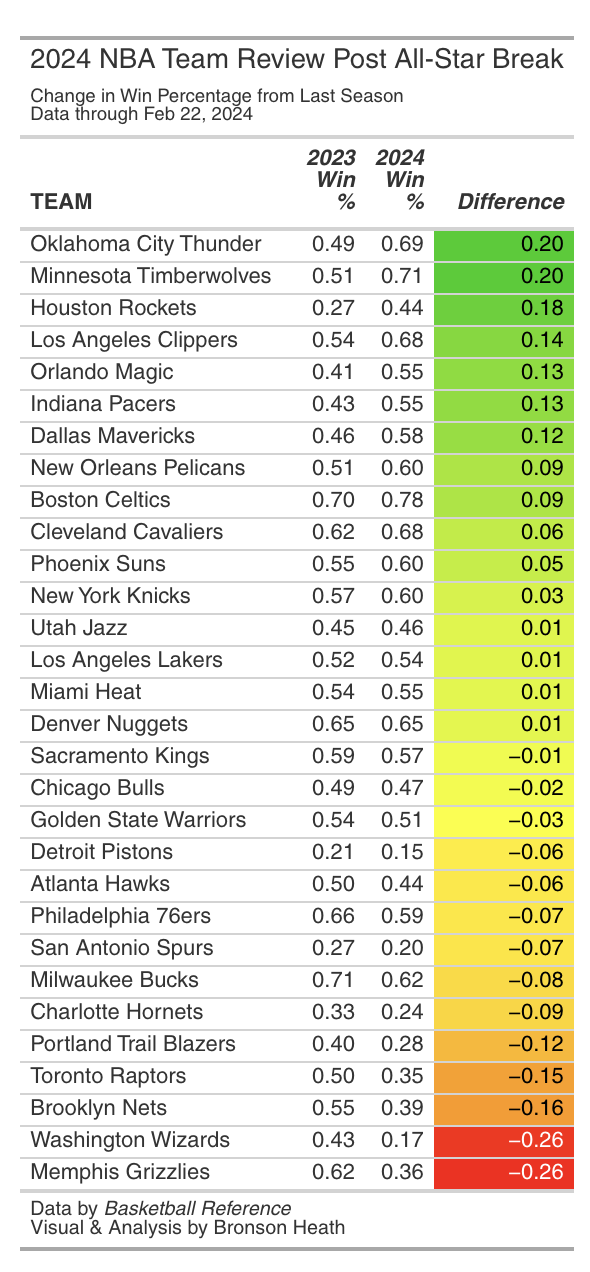 2024 NBA Team Review Post All-Star Break
Change in Win Percentage from Last Season
Data through Feb 22, 2024
2023 2024
Win Win
TEAM % % Difference
Oklahoma City Thunder 0.49 0.69 0.20
Minnesota Timberwolves 0.51 0.71 0.20
Houston Rockets 0.27 0.44 0.18
Los Angeles Clippers 0.54 0.68 0.14
Orlando Magic 0.41 0.55 0.13
Indiana Pacers 0.43 0.55 0.13
Dallas Mavericks 0.46 0.58 0.12
New Orleans Pelicans 0.51 0.60 0.09
Boston Celtics 0.70 0.78 0.09
Cleveland Cavaliers 0.62 0.68 0.06
Phoenix Suns 0.55 0.60 0.05
New York Knicks 0.57 0.60 0.03
Utah Jazz 0.45 0.46 0.01
Los Angeles Lakers 0.52 0.54 0.01
Miami Heat 0.54 0.55 0.01
Denver Nuggets 0.65 0.65 0.01
Sacramento Kings 0.59 0.57 −0.01
Chicago Bulls 0.49 0.47 −0.02
Golden State Warriors 0.54 0.51 −0.03
Detroit Pistons 0.21 0.15 −0.06
Atlanta Hawks 0.50 0.44 −0.06
Philadelphia 76ers 0.66 0.59 −0.07
San Antonio Spurs 0.27 0.20 −0.07
Milwaukee Bucks 0.71 0.62 −0.08
Charlotte Hornets 0.33 0.24 −0.09
Portland Trail Blazers 0.40 0.28 −0.12
Toronto Raptors 0.50 0.35 −0.15
Brooklyn Nets 0.55 0.39 −0.16
Washington Wizards 0.43 0.17 −0.26
Memphis Grizzlies 0.62 0.36 −0.26
Data by Basketball Reference
Visual & Analysis by Bronson Heath